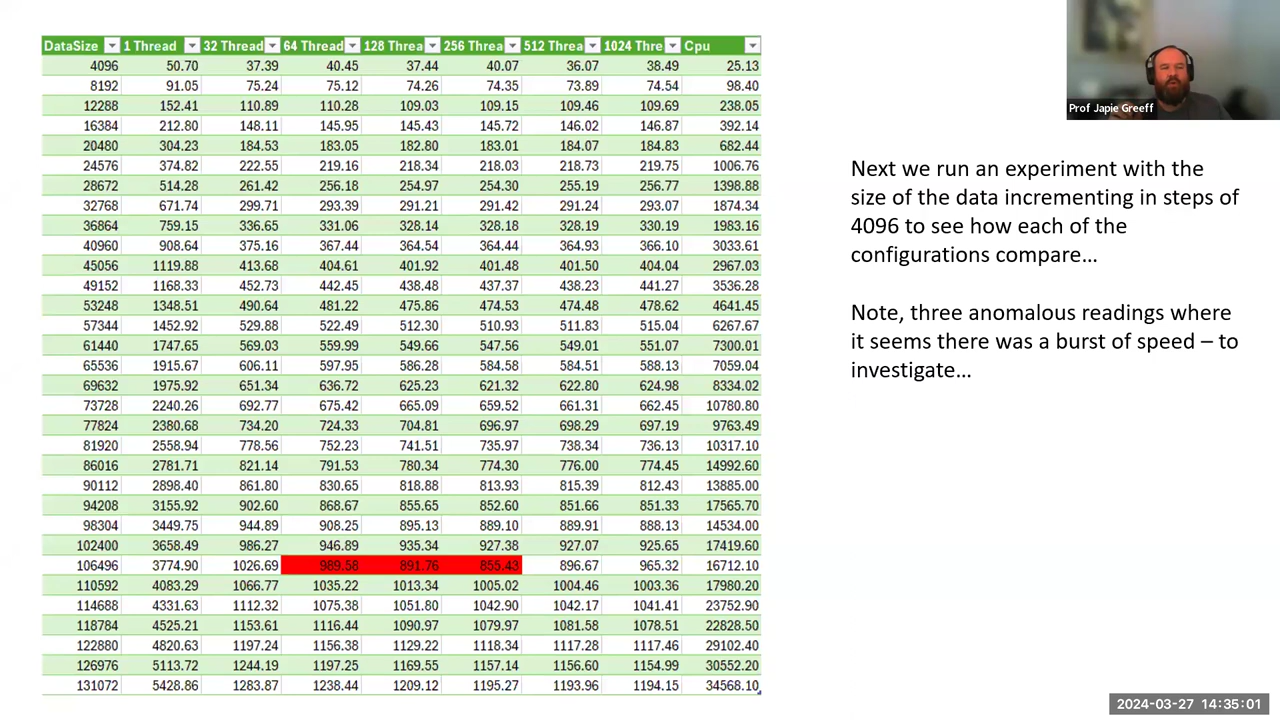 DataSize 1 Thread 32 Thread 64 Thread 128 Threa 256 Threa 512 Threa 1024 Thre Cpu
4096 50.70 37.39 40.45 37.44 40.07 36.07 38.49 25.13
8192 91.05 75.24 75.12 74.26 74.35 73.89 74.54 98.40
12288 152.41 110.89 110.28 109.03 109.15 109.46 109.69 238.05
16384 212.80 148.11 145.95 145.43 145.72 146.02 146.87 392.14
20480 304.23 184.53 183.05 182.80 183.01 184.07 184.83 682.44
24576 374.82 222.55 219.16 218.34 218.03 218.73 219.75 1006.76
28672 514.28 261.42 256.18 254.97 254.30 255.19 256.77 1398.88
32768 671.74 299.71 293.39 291.21 291.42 291.24 293.07 1874.34
36864 759.15 336.65 331.06 328.14 328.18 328.19 330.19 1983.16
40960 908.64 375.16 367.44 364.54 364.44 364.93 366.10 3033.61
45056 1119.88 413.68 404.61 401.92 401.48 401.50 404.04 2967.03
49152 1168.33 452.73 442.45 438.48 437.37 438.23 441.27 3536.28
53248 1348.51 490.64 481.22 475.86 474.53 474.48 478.62 4641.45
57344 1452.92 529.88 522.49 512.30 510.93 511.83 515.04 6267.67
61440 1747.65 569.03 559.99 549.66 547.56 549.01 551.07 7300.01
65536 1915.67 606.11 597.95 586.28 584.58 584.51 588.13 7059.04
69632 1975.92 651.34 636.72 625.23 621.32 622.80 624.98 8334.02
73728 2240.26 692.77 675.42 665.09 659.52 661.31 662.45 10780.80
77824 2380.68 734.20 724.33 704.81 696.97 698.29 697.19 9763.49
81920 2558.94 778.56 752.23 741.51 735.97 738.34 736.13 10317.10
86016 2781.71 821.14 791.53 780.34 774.30 776.00 774.45 14992.60
90112 2898.40 861.80 830.65 818.88 813.93 815.39 812.43 13885.00
94208 3155.92 902.60 868.67 855.65 852.60 851.66 851.33 17565.70
98304 3449.75 944.89 908.25 895.13 889.10 889.91 888.13 14534.00
102400 3658.49 986.27 946.89 935.34 927.38 927.07 925.65 17419.60
106496 3774.90 1026.69 989.58 891.76 855.43 896.67 965.32 16712.10
110592 4083.29 1066.77 1035.22 1013.34 1005.02 1004.46 1003.36 17980.20
114688 4331.63 1112.32 1075.38 1051.80 1042.90 1042.17 1041.41 23752.90
118784 4525.21 1153.61 1116.44 1090.97 1079.97 1081.58 1078.51 22828.50
122880 4820.63 1197.24 1156.38 1129.22 1118.34 1117.28 1117.46 29102.40
126976 5113.72 1244.19 1197.25 1169.55 1157.14 1156.60 1154.99 30552.20
131072 5428.86 1283.87 1238.44 1209.12 1195.27 1193.96 1194.15 34568.10
Prof Japie Greeff
Next we run an experiment with the
size of the data incrementing in steps of
4096 to see how each of the
configurations compare...
Note, three anomalous readings where
it seems there was a burst of speed – to
investigate...
2024-03-27 14:35:01